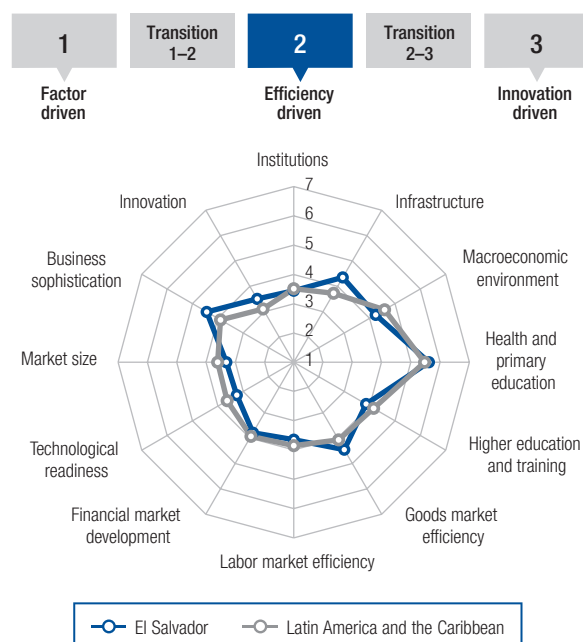 1
Transition
1–2
2
Transition
2–3
3
Factor
driven
Efficiency
driven
Innovation
driven
Institutions
7
6
5
4
3
2
1
Infrastructure
Macroeconomic
environment
Health and
primary
education
Higher education
and training
Goods market
efficiency
Labor market efficiency
Financial market
development
Technological
readiness
Market size
Business
sophistication
Innovation
El Salvador
Latin America and the Caribbean